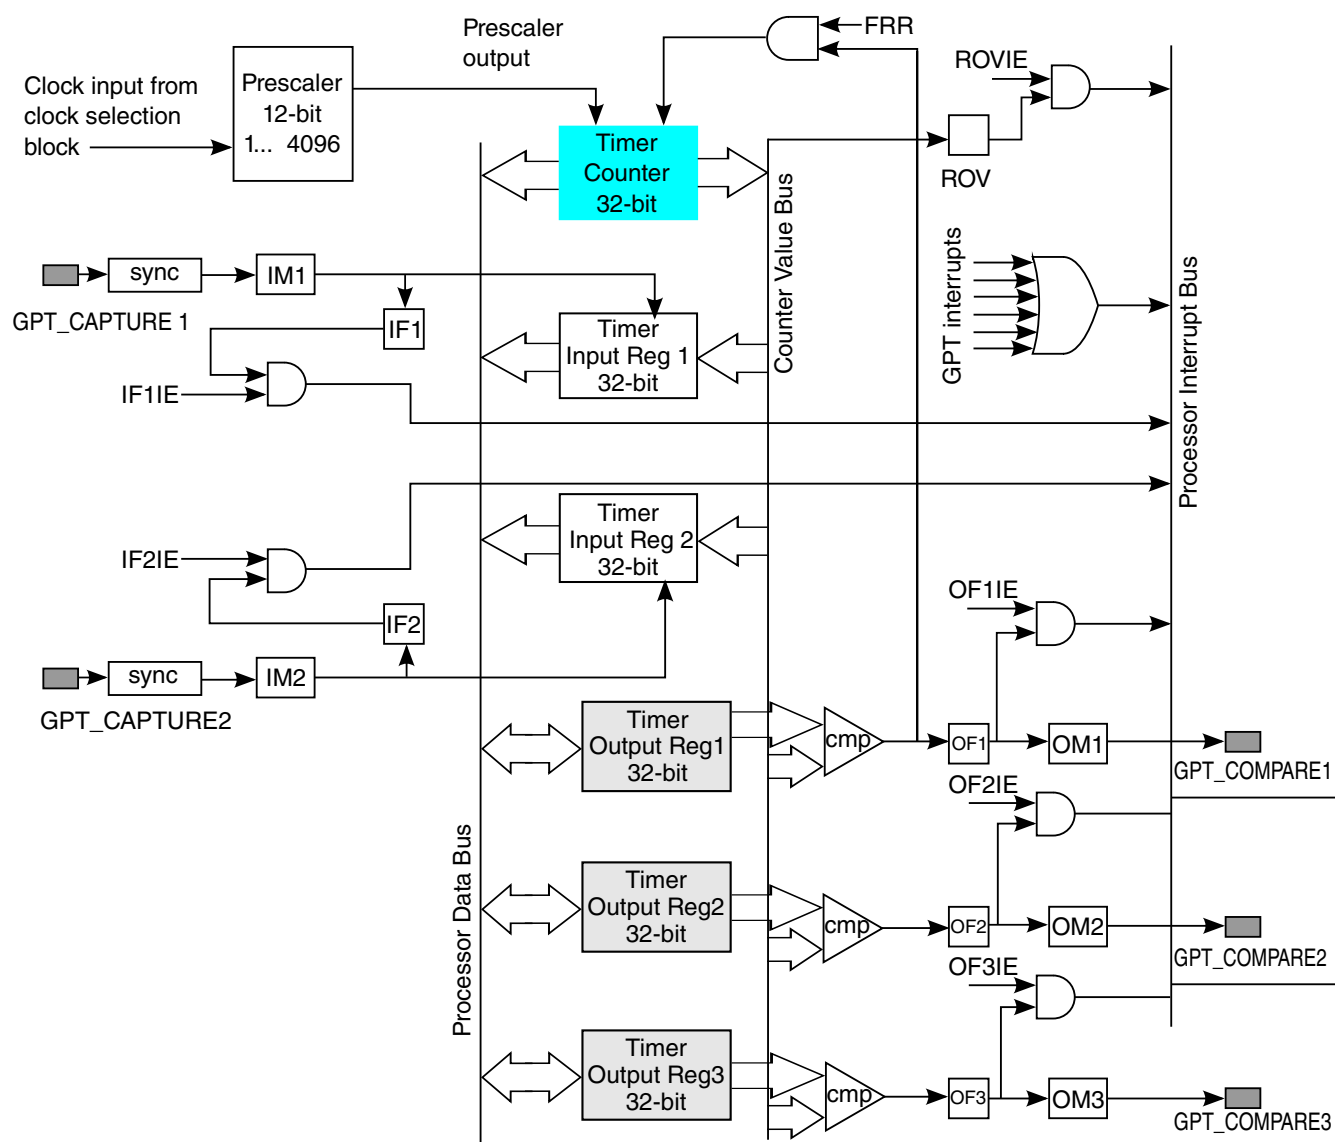 Prescaler
output
FRR
ROVIE
Clock input from
clock selection
block
Prescaler
12-bit
1... 4096
Timer
Counter
32-bit
ROV
Counter Value Bus
GPT interrupts
Processor Interrupt Bus
sync
IM1
GPT_CAPTURE 1
IF1
Timer
Input Reg 1
32-bit
IF1IE
Timer
Input Reg 2
32-bit
IF2IE
IF2
OF1IE
sync
IM2
GPT_CAPTURE2
Timer
Output Reg1
32-bit
cmp
OF1
OM1
GPT_COMPARE1
OF2IE
Processor Data Bus
Timer
Output Reg2
32-bit
cmp
OF2
OM2
GPT_COMPARE2
OF3IE
Timer
Output Reg3
32-bit
cmp
OF3
OM3
GPT_COMPARE3